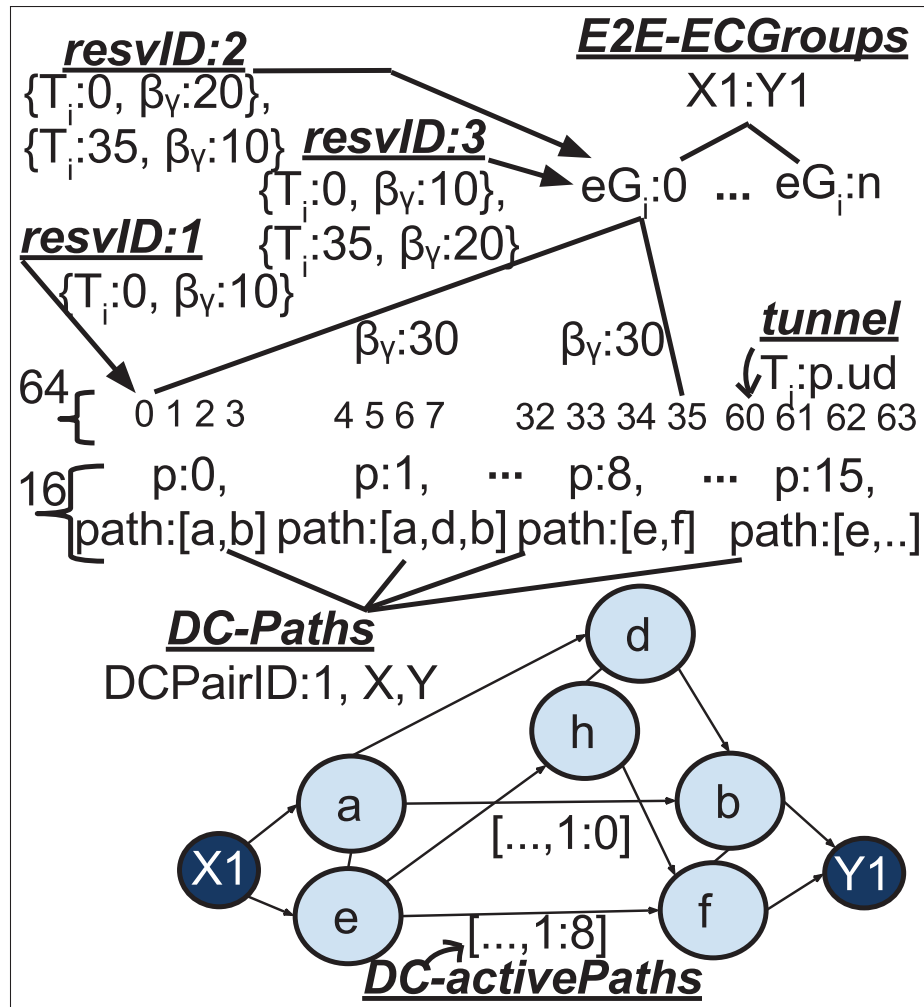 resvID:2
E2E-ECGroups
{Ti:0, βγ:20},
{Ti:35, βγ:10}
X1:Y1
resvID:3
{Ti:0, βγ:10},
{Ti:35, βγ:20}
eGi:0 ... eGi:n
resvID:1
{Ti:0, βγ:10}
βγ:30 βγ:30
tunnel
Ti:p.ud
64
0 1 2 3 4 5 6 7 32 33 34 35 60 61 62 63
16
p:0, p:1, ... p:8, ... p:15,
path:[a,b] path:[a,d,b] path:[e,f] path:[e,..]
DC-Paths
DCPairID:1, X,Y
d
h
a
b
[...,1:0]
X1
Y1
e
f
[...,1:8]
DC-activePaths